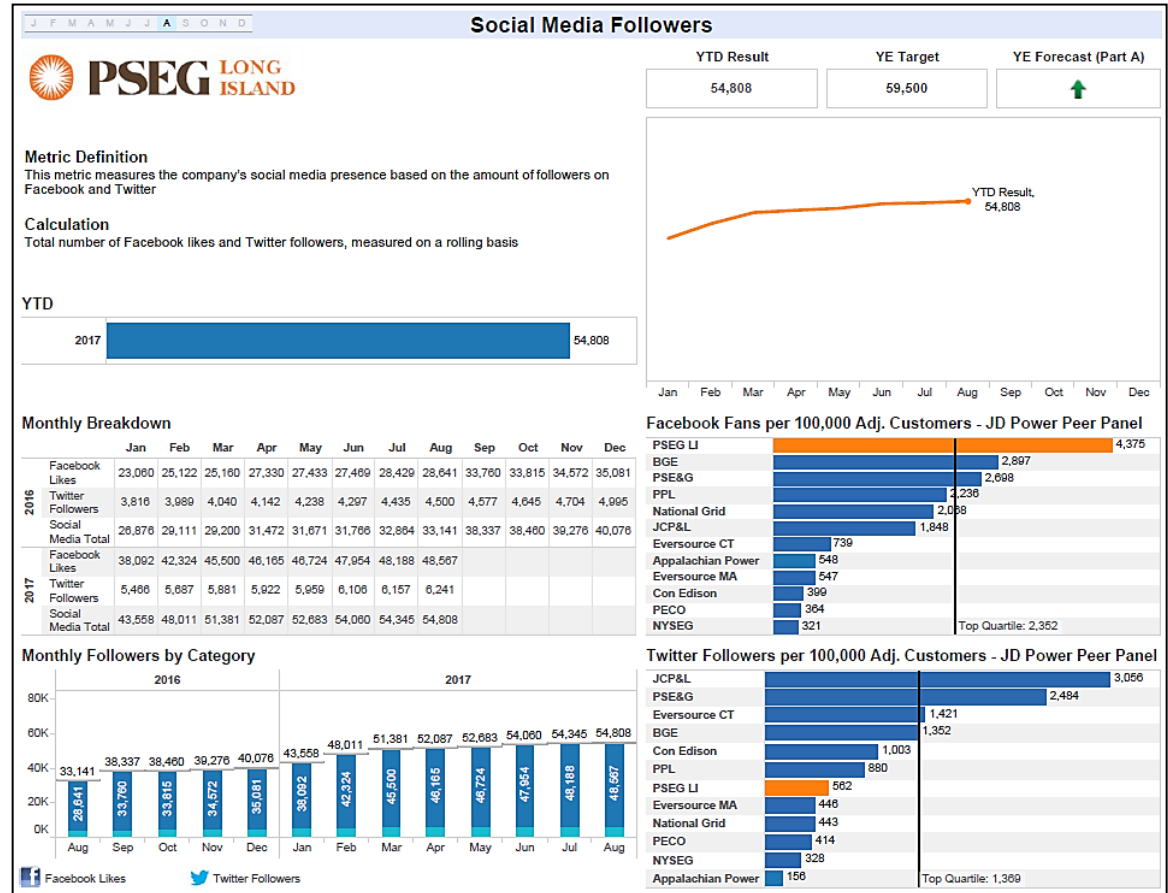 J F M A M J J A S O N D
Social Media Followers
PSEG LONG ISLAND
YTD Result YE Target YE Forecast (Part A)
54,808 59,500
Metric Definition
This metric measures the company's social media presence based on the amount of followers on
Facebook and Twitter
Calculation
Total number of Facebook likes and Twitter followers, measured on a rolling basis
YTD Result,
54,808
YTD
2017 54,808
Jan Feb Mar Apr May Jun Jul Aug Sep Oct Nov Dec
Monthly Breakdown
Jan Feb Mar Apr May Jun Jul Aug Sep Oct Nov Dec
2016
Facebook Likes 23,060 25,122 25,160 27,330 27,433 27,469 28,429 28,641 33,760 33,815 34,572 35,081
Twitter Followers 3,816 3,989 4,040 4,142 4,238 4,297 4,435 4,500 4,577 4,645 4,704 4,995
Social Media Total 26,876 29,111 29,200 31,472 31,671 31,766 32,864 33,141 38,337 38,460 39,276 40,076
2017
Facebook Likes 38,092 42,324 45,500 46,165 46,724 47,954 48,188 48,567
Twitter Followers 5,466 5,687 5,881 5,922 5,959 6,106 6,157 6,241
Social Media Total 43,558 48,011 51,381 52,087 52,683 54,060 54,345 54,808
Facebook Fans per 100,000 Adj. Customers - JD Power Peer Panel
PSEG LI 4,375
BGE 2,897
PSE&G 2,698
PPL 2,236
National Grid 2,068
JCP&L 1,848
Eversource CT 739
Appalachian Power 548
Eversource MA 547
Con Edison 399
PECO 364
NYSEG 321
Top Quartile: 2,352
Monthly Followers by Category
2016 2017
80K
60K
40K
20K
0K
33,141 38,337 38,460 39,276 40,076 43,558 48,011 51,381 52,087 52,683 54,060 54,345 54,808
28,641 33,760 33,815 34,572 35,081 38,092 42,324 45,500 46,165 46,724 47,954 48,188 48,567
Aug Sep Oct Nov Dec Jan Feb Mar Apr May Jun Jul Aug
Facebook Likes Twitter Followers
Twitter Followers per 100,000 Adj. Customers - JD Power Peer Panel
JCP&L 3,056
PSE&G 2,484
Eversource CT 1,421
BGE 1,352
Con Edison 1,003
PPL 880
PSEG LI 562
Eversource MA 446
National Grid 443
PECO 414
NYSEG 328
Appalachian Power 156
Top Quartile: 1,369